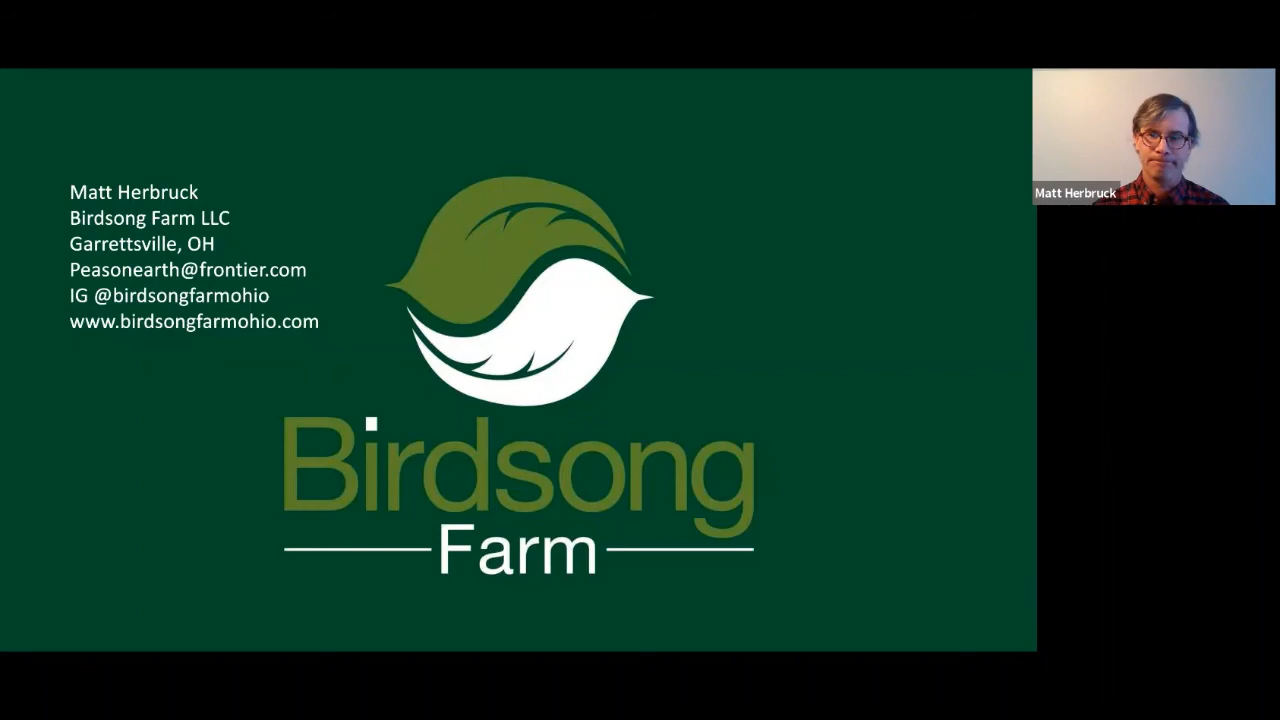 Matt Herbruck
Birdsong Farm LLC
Garrettsville, OH
Peasonearth@frontier.com
IG @birdsongfarmohio
www.birdsongfarmohio.com
Birdsong
Farm
Matt Herbruck